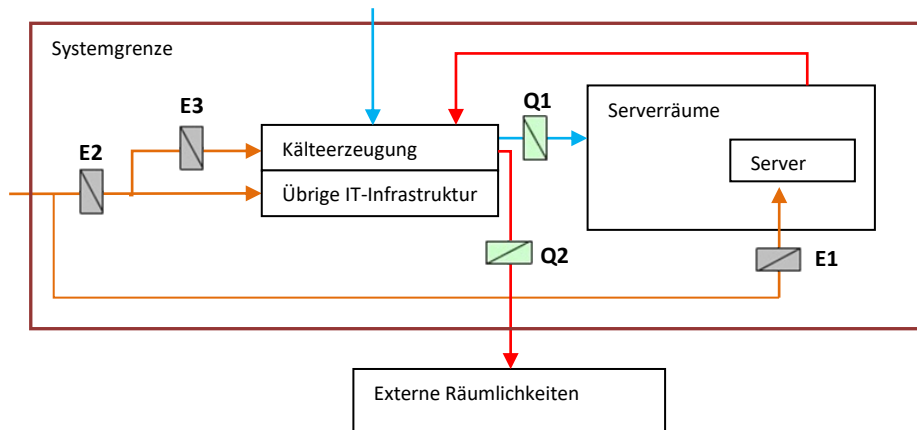 Systemgrenze
E3
Q1
Serverräume
E2
Kälteerzeugung
Server
Übrige IT-Infrastruktur
Q2
E1
Externe Räumlichkeiten